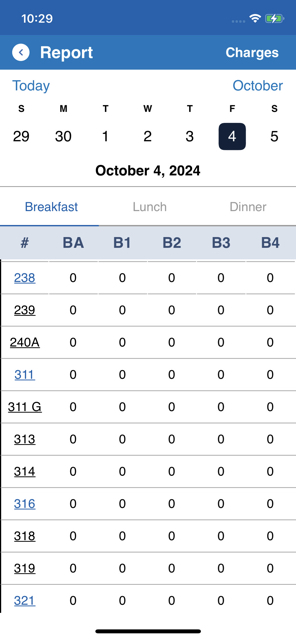 10:29
Report Charges
Today October
S M T W T F S
29 30 1 2 3 4 5
October 4, 2024
Breakfast Lunch Dinner
# BA B1 B2 B3 B4
238 0 0 0 0 0
239 0 0 0 0 0
240A 0 0 0 0 0
311 0 0 0 0 0
311 G 0 0 0 0 0
313 0 0 0 0 0
314 0 0 0 0 0
316 0 0 0 0 0
318 0 0 0 0 0
319 0 0 0 0 0
321 0 0 0 0 0